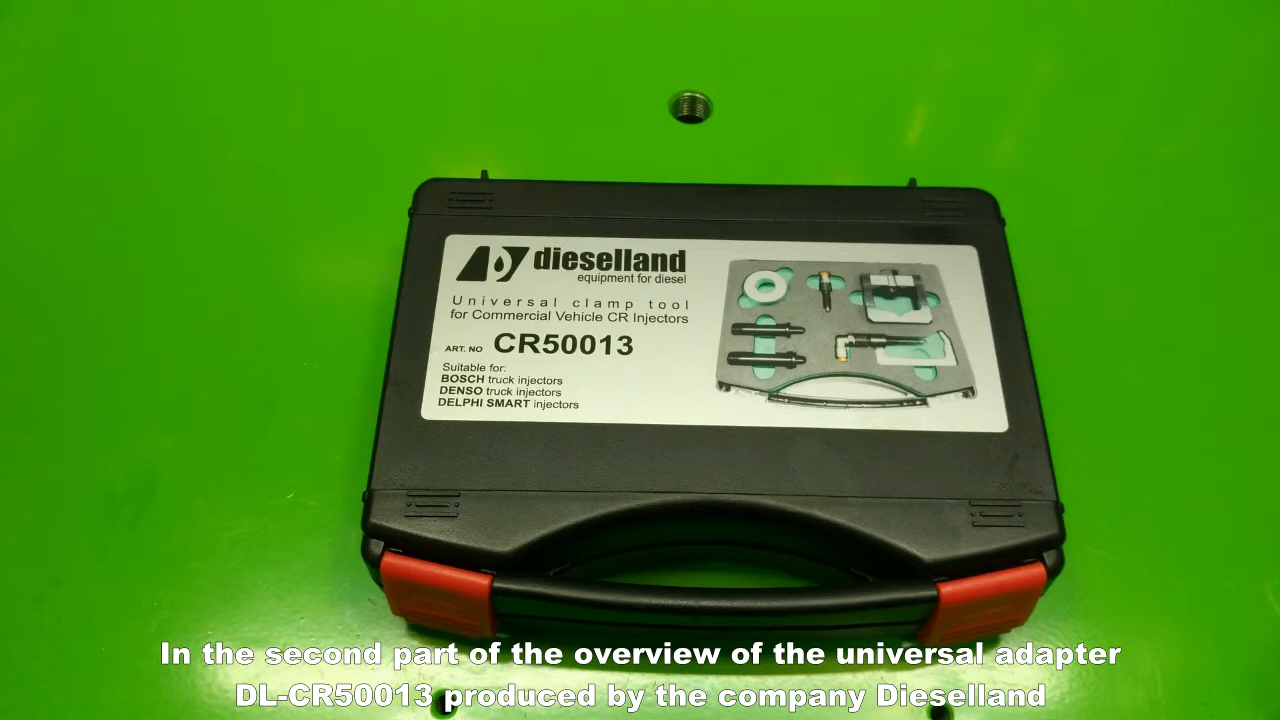 dieselland
equipment for diesel
Universal clamp tool
for Commercial Vehicle CR Injectors
ART. NO CR50013
Suitable for:
BOSCH truck injectors
DENSO truck injectors
DELPHI SMART injectors
In the second part of the overview of the universal adapter
DL-CR50013 produced by the company Dieselland